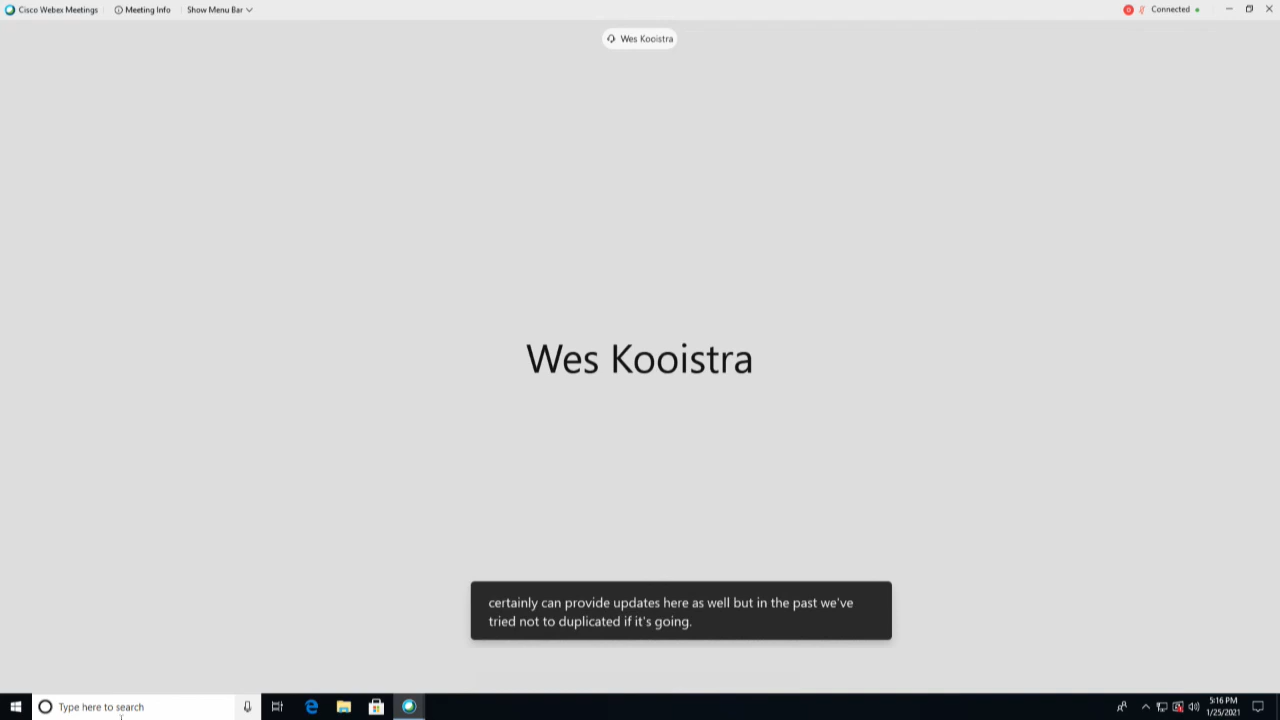 Cisco Webex Meetings Meeting Info Show Menu Bar Connected
Wes Kooistra
Wes Kooistra
certainly can provide updates here as well but in the past we've
tried not to duplicated if it's going.
Type here to search
5:16 PM
1/25/2021